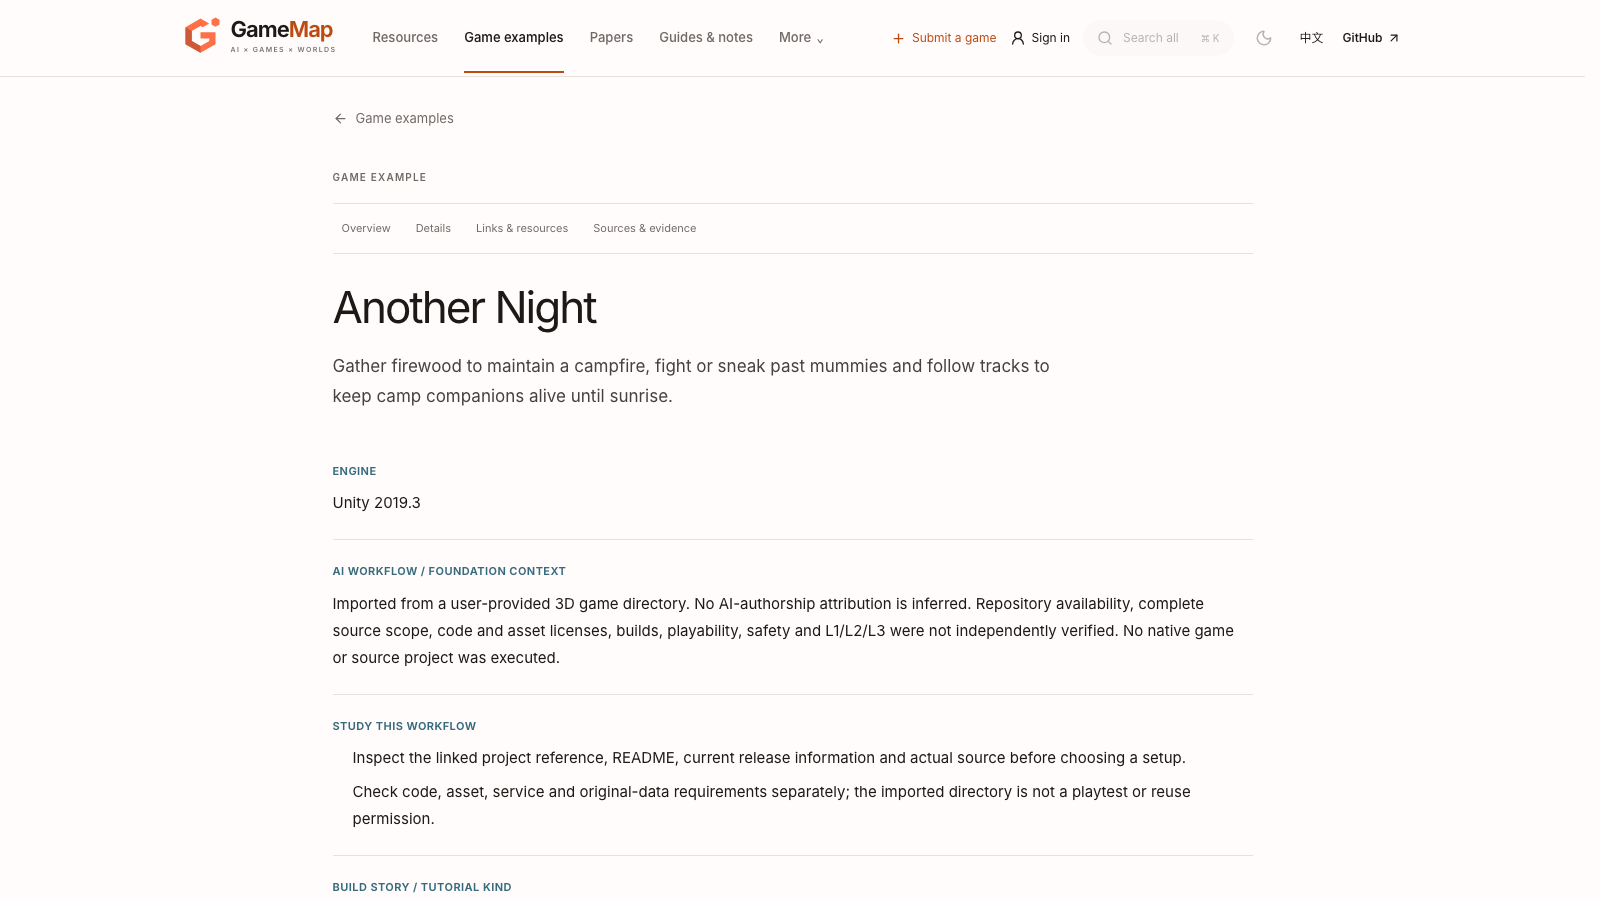 GameMap
AI × GAMES × WORLDS
Resources
Game examples
Papers
Guides & notes
More
Submit a game
Sign in
Search all
⌘ K
中文
GitHub
Game examples
GAME EXAMPLE
Overview
Details
Links & resources
Sources & evidence
Another Night
Gather firewood to maintain a campfire, fight or sneak past mummies and follow tracks to
keep camp companions alive until sunrise.
ENGINE
Unity 2019.3
AI WORKFLOW / FOUNDATION CONTEXT
Imported from a user-provided 3D game directory. No AI-authorship attribution is inferred. Repository availability, complete
source scope, code and asset licenses, builds, playability, safety and L1/L2/L3 were not independently verified. No native game
or source project was executed.
STUDY THIS WORKFLOW
Inspect the linked project reference, README, current release information and actual source before choosing a setup.
Check code, asset, service and original-data requirements separately; the imported directory is not a playtest or reuse
permission.
BUILD STORY / TUTORIAL KIND